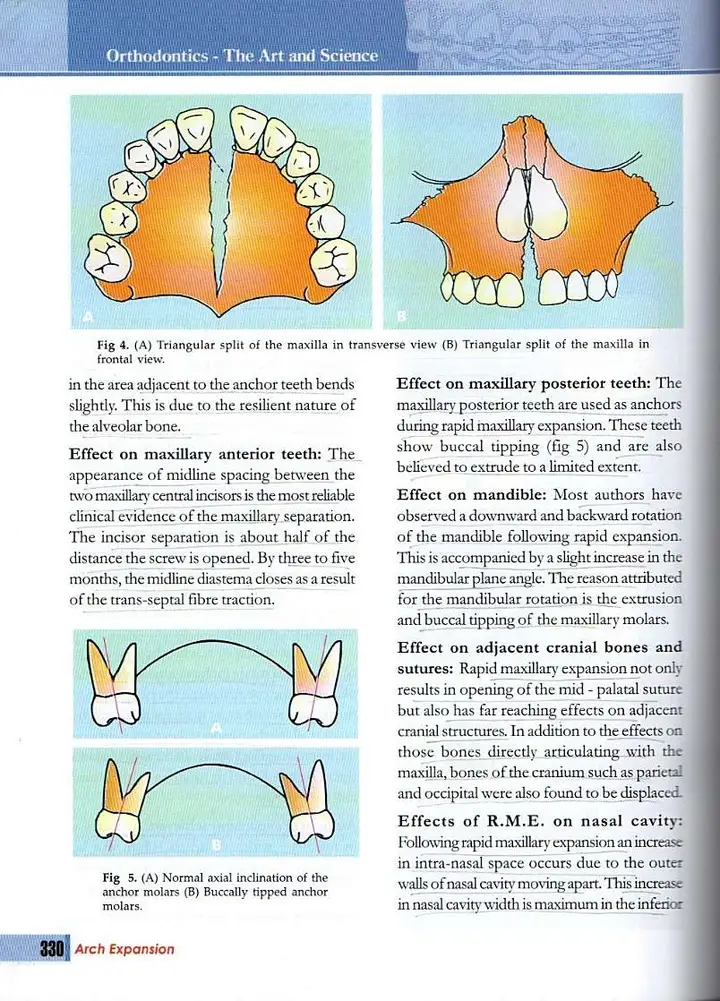 Orthodontics - The Art and Science
A
B
Fig 4. (A) Triangular split of the maxilla in transverse view (B) Triangular split of the maxilla in
frontal view.
in the area adjacent to the anchor teeth bends
slightly. This is due to the resilient nature of
the alveolar bone.
Effect on maxillary anterior teeth: The
appearance of midline spacing between the
two maxillary central incisors is the most reliable
clinical evidence of the maxillary separation.
The incisor separation is about half of the
distance the screw is opened. By three to five
months, the midline diastema closes as a result
of the trans-septal fibre traction.
A
B
Fig 5. (A) Normal axial inclination of the
anchor molars (B) Buccally tipped anchor
molars.
Effect on maxillary posterior teeth: The
maxillary posterior teeth are used as anchors
during rapid maxillary expansion. These teeth
show buccal tipping (fig 5) and are also
believed to extrude to a limited extent.
Effect on mandible: Most authors have
observed a downward and backward rotation
of the mandible following rapid expansion.
This is accompanied by a slight increase in the
mandibular plane angle. The reason attributed
for the mandibular rotation is the extrusion
and buccal tipping of the maxillary molars.
Effect on adjacent cranial bones and
sutures: Rapid maxillary expansion not only
results in opening of the mid - palatal suture
but also has far reaching effects on adjacent
cranial structures. In addition to the effects on
those bones directly articulating with the
maxilla, bones of the cranium such as parietal
and occipital were also found to be displaced.
Effects of R.M.E. on nasal cavity:
Following rapid maxillary expansion an increase
in intra-nasal space occurs due to the outer
walls of nasal cavity moving apart. This increase
in nasal cavity width is maximum in the inferior
330 Arch Expansion